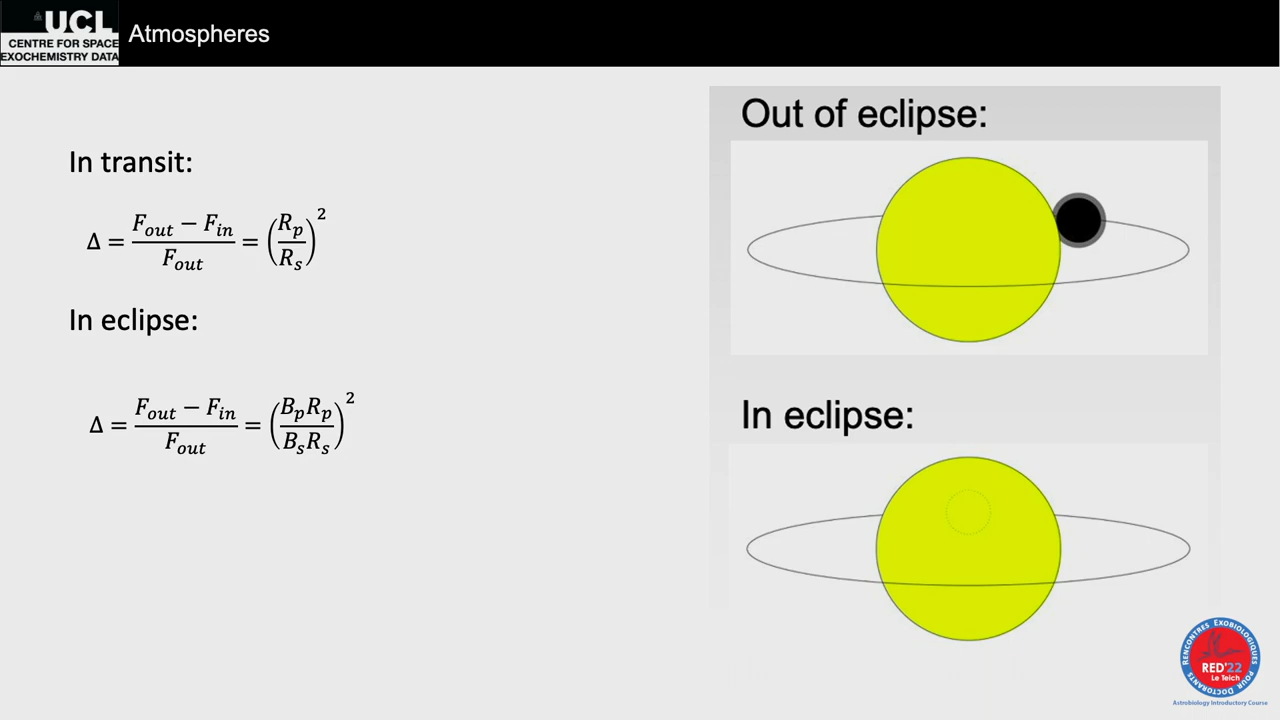 UCL
CENTRE FOR SPACE
EXOCHEMISTRY DATA
Atmospheres
In transit:
Δ = (F_out − F_in) / F_out = (R_p / R_s)^2
In eclipse:
Δ = (F_out − F_in) / F_out = (B_p R_p / B_s R_s)^2
Out of eclipse:
In eclipse:
RENCONTRES EXOBIOLOGIQUES
POUR DOCTORANTS
RED'22
Le Teich
Astrobiology Introductory Course